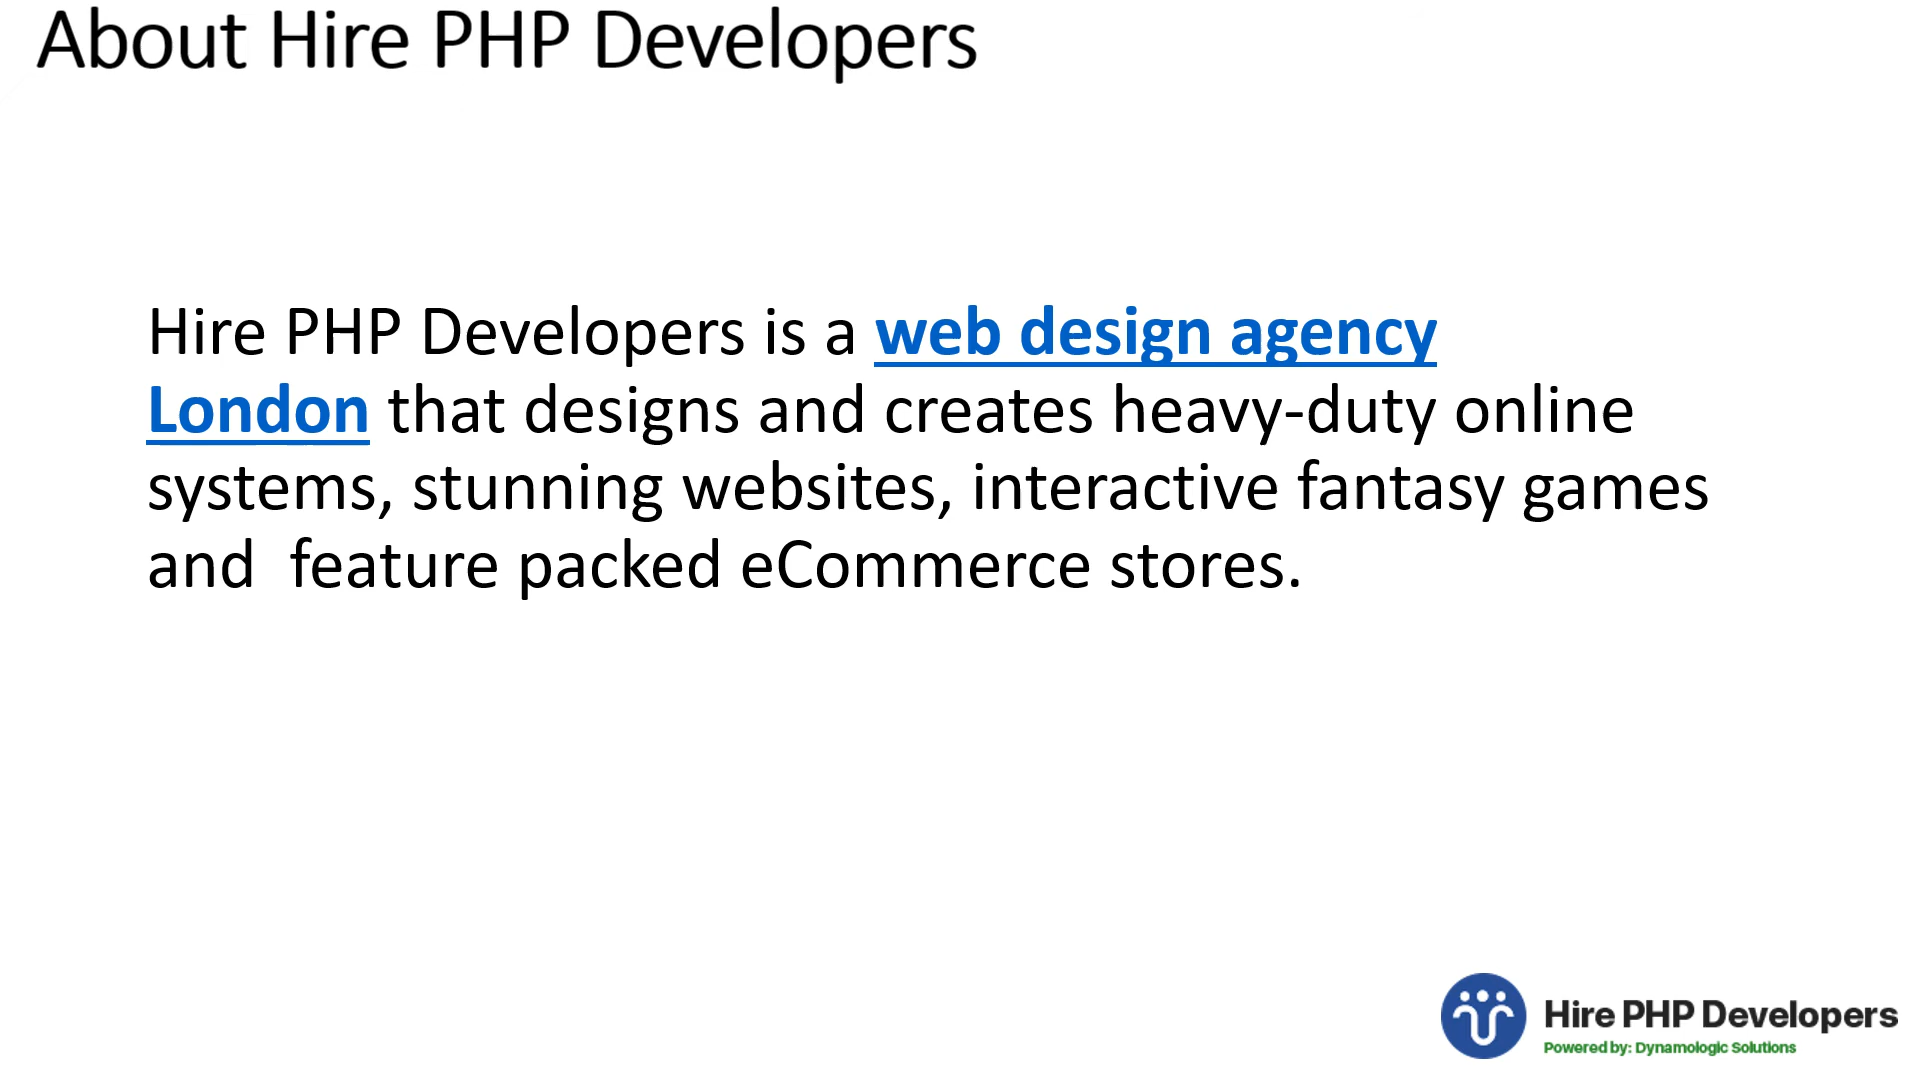 About Hire PHP Developers
Hire PHP Developers is a web design agency
London that designs and creates heavy-duty online
systems, stunning websites, interactive fantasy games
and  feature packed eCommerce stores.
Hire PHP Developers
Powered by: Dynamologic Solutions